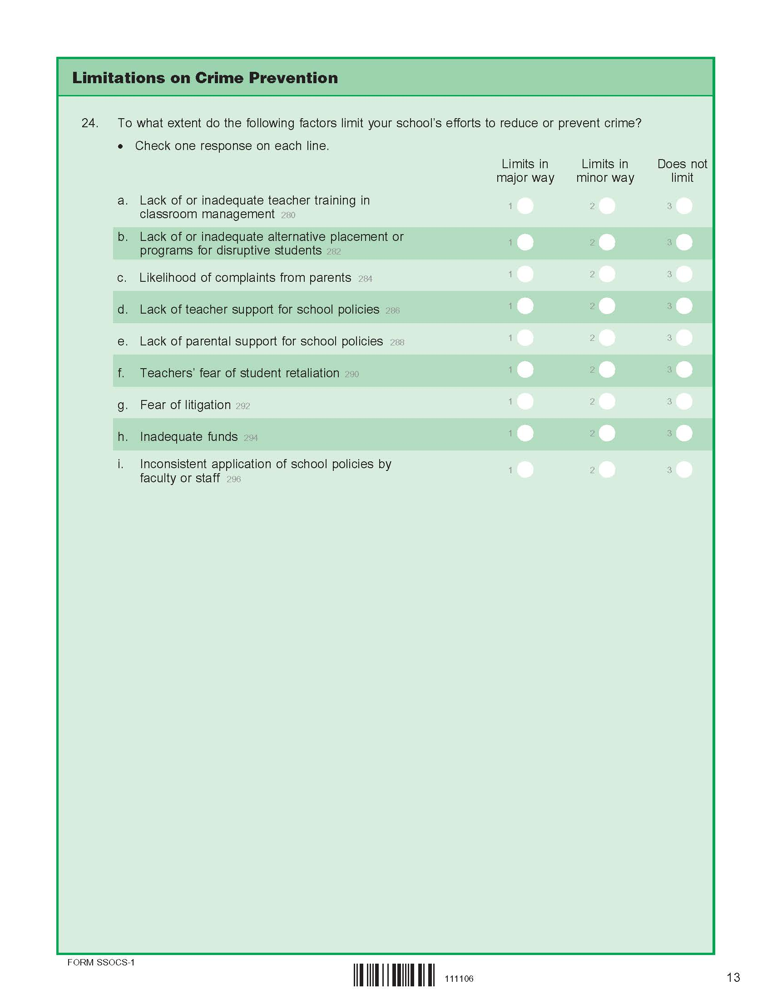 Limitations on Crime Prevention
24. To what extent do the following factors limit your school’s efforts to reduce or prevent crime?
• Check one response on each line.
Limits in major way Limits in minor way Does not limit
a. Lack of or inadequate teacher training in
classroom management 280 1 2 3
b. Lack of or inadequate alternative placement or
programs for disruptive students 282 1 2 3
c. Likelihood of complaints from parents 284 1 2 3
d. Lack of teacher support for school policies 286 1 2 3
e. Lack of parental support for school policies 288 1 2 3
f. Teachers’ fear of student retaliation 290 1 2 3
g. Fear of litigation 292 1 2 3
h. Inadequate funds 294 1 2 3
i. Inconsistent application of school policies by
faculty or staff 296 1 2 3
FORM SSOCS-1
111106
13